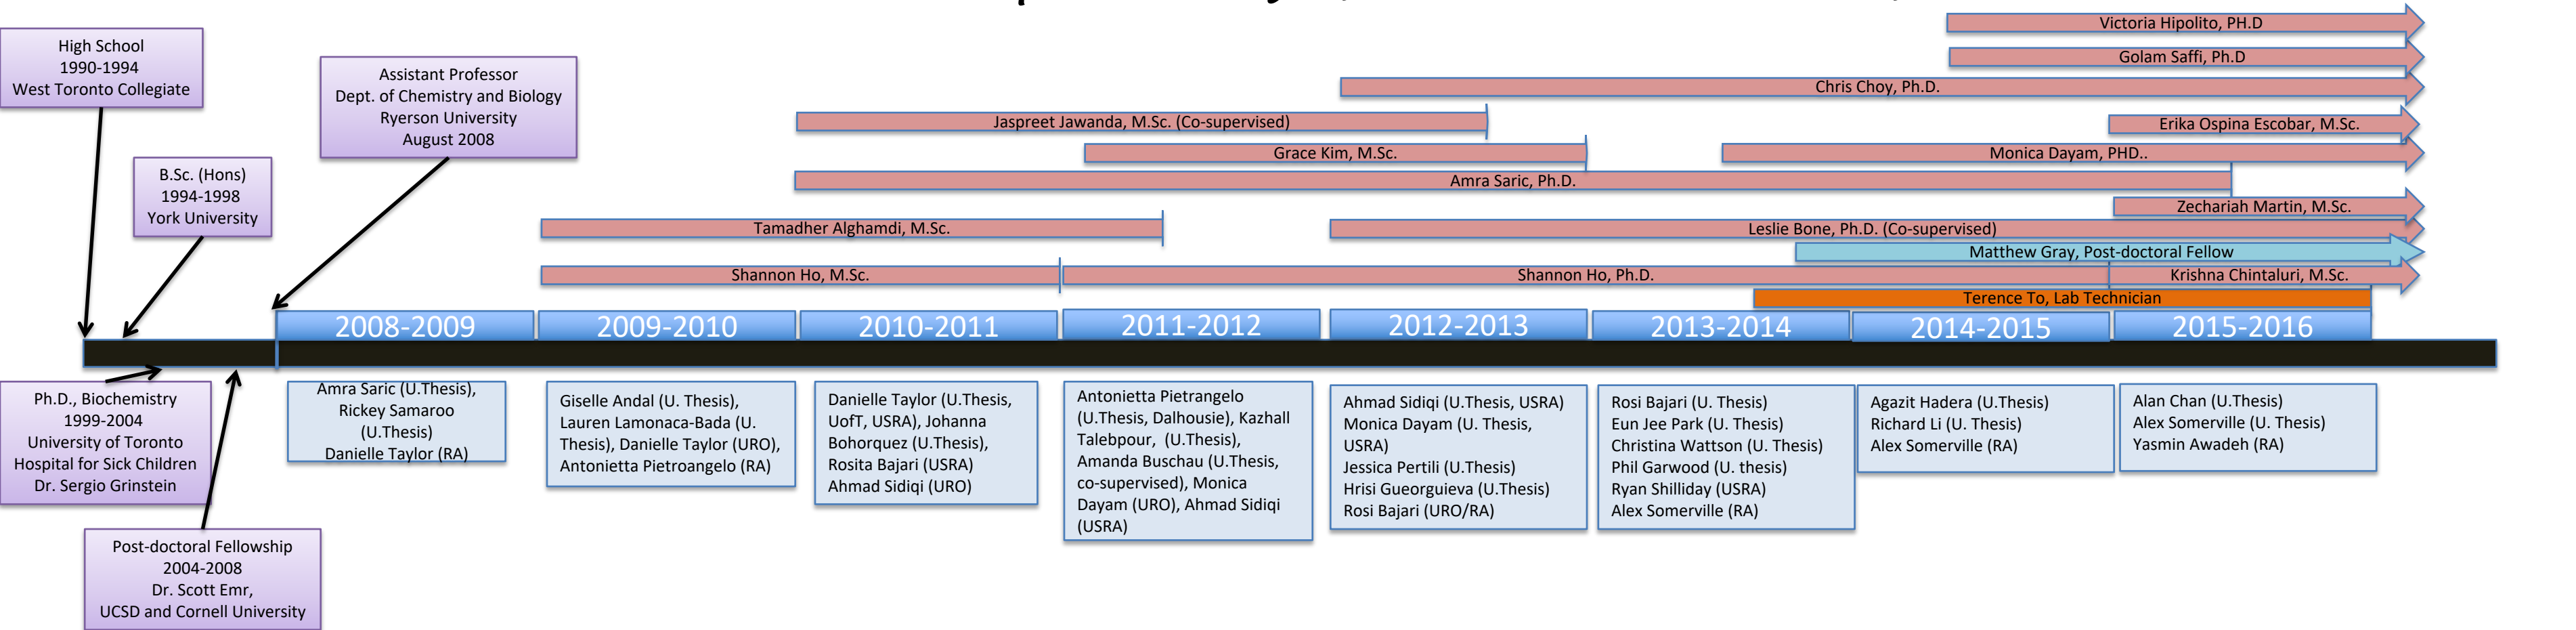 High School
1990-1994
West Toronto Collegiate
B.Sc. (Hons)
1994-1998
York University
Assistant Professor
Dept. of Chemistry and Biology
Ryerson University
August 2008
Victoria Hipolito, PH.D
Golam Saffi, Ph.D
Chris Choy, Ph.D.
Jaspreet Jawanda, M.Sc. (Co-supervised)
Erika Ospina Escobar, M.Sc.
Grace Kim, M.Sc.
Monica Dayam, PHD..
Amra Saric, Ph.D.
Zechariah Martin, M.Sc.
Tamadher Alghamdi, M.Sc.
Leslie Bone, Ph.D. (Co-supervised)
Matthew Gray, Post-doctoral Fellow
Shannon Ho, M.Sc.
Shannon Ho, Ph.D.
Krishna Chintaluri, M.Sc.
Terence To, Lab Technician
2008-2009
2009-2010
2010-2011
2011-2012
2012-2013
2013-2014
2014-2015
2015-2016
Ph.D., Biochemistry
1999-2004
University of Toronto
Hospital for Sick Children
Dr. Sergio Grinstein
Post-doctoral Fellowship
2004-2008
Dr. Scott Emr,
UCSD and Cornell University
Amra Saric (U.Thesis),
Rickey Samaroo
(U.Thesis)
Danielle Taylor (RA)
Giselle Andal (U. Thesis),
Lauren Lamonaca-Bada (U.
Thesis), Danielle Taylor (URO),
Antonietta Pietroangelo (RA)
Danielle Taylor (U.Thesis,
UofT, USRA), Johanna
Bohorquez (U.Thesis),
Rosita Bajari (USRA)
Ahmad Sidiqi (URO)
Antonietta Pietrangelo
(U.Thesis, Dalhousie), Kazhall
Talebpour,  (U.Thesis),
Amanda Buschau (U.Thesis,
co-supervised), Monica
Dayam (URO), Ahmad Sidiqi
(USRA)
Ahmad Sidiqi (U.Thesis, USRA)
Monica Dayam (U. Thesis,
USRA)
Jessica Pertili (U.Thesis)
Hrisi Gueorguieva (U.Thesis)
Rosi Bajari (URO/RA)
Rosi Bajari (U. Thesis)
Eun Jee Park (U. Thesis)
Christina Wattson (U. Thesis)
Phil Garwood (U. thesis)
Ryan Shilliday (USRA)
Alex Somerville (RA)
Agazit Hadera (U.Thesis)
Richard Li (U. Thesis)
Alex Somerville (RA)
Alan Chan (U.Thesis)
Alex Somerville (U. Thesis)
Yasmin Awadeh (RA)